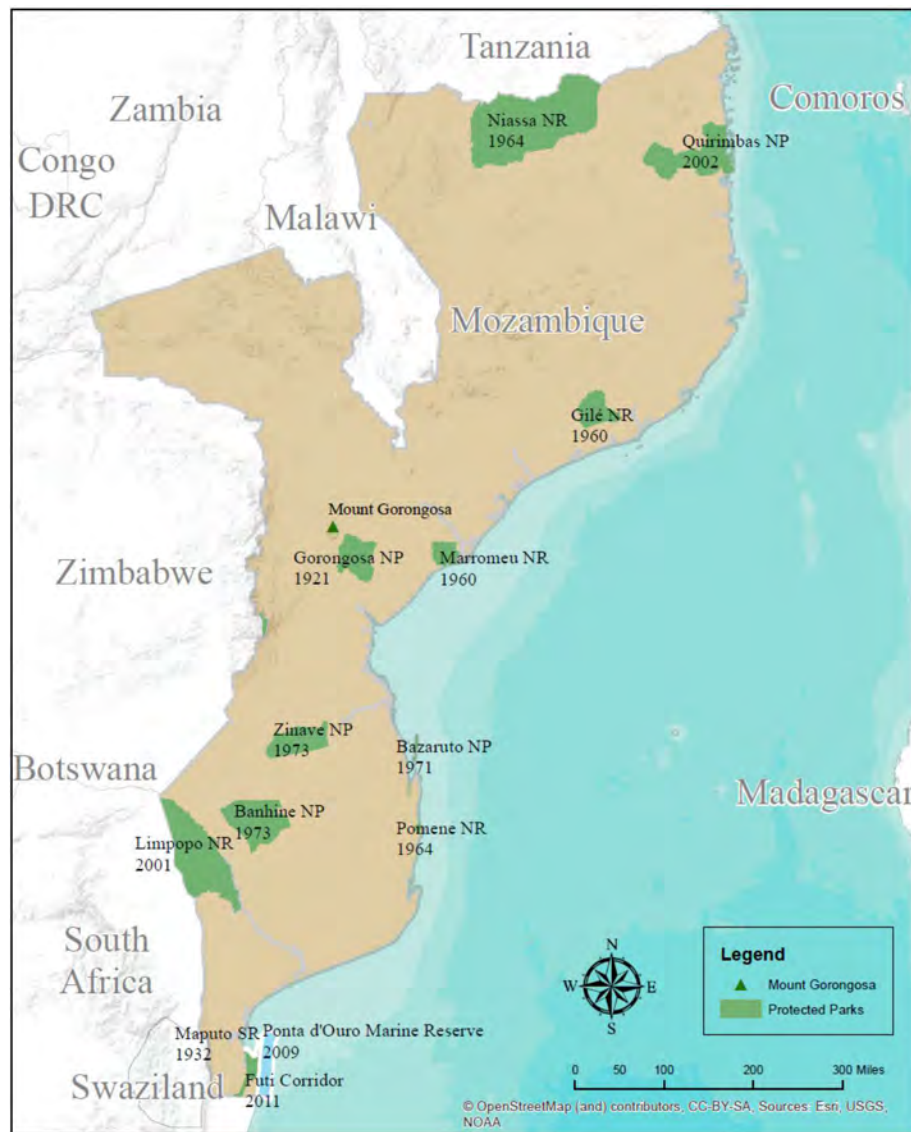 Tanzania
Zambia
Comoros
Niassa NR
1964
Quirimbas NP
2002
Congo
DRC
Malawi
Mozambique
Gilé NR
1960
Mount Gorongosa
Gorongosa NP
1921
Marromeu NR
1960
Zimbabwe
Zinave NP
1973
Bazaruto NP
1971
Botswana
Madagascar
Banhine NP
1973
Pomene NR
1964
Limpopo NR
2001
South
Africa
N
W E
S
Legend
Mount Gorongosa
Protected Parks
Maputo SR
1932
Ponta d'Ouro Marine Reserve
2009
Swaziland
Futi Corridor
2011
0 50 100 200 300 Miles
© OpenStreetMap (and) contributors, CC-BY-SA, Sources: Esri, USGS,
NOAA